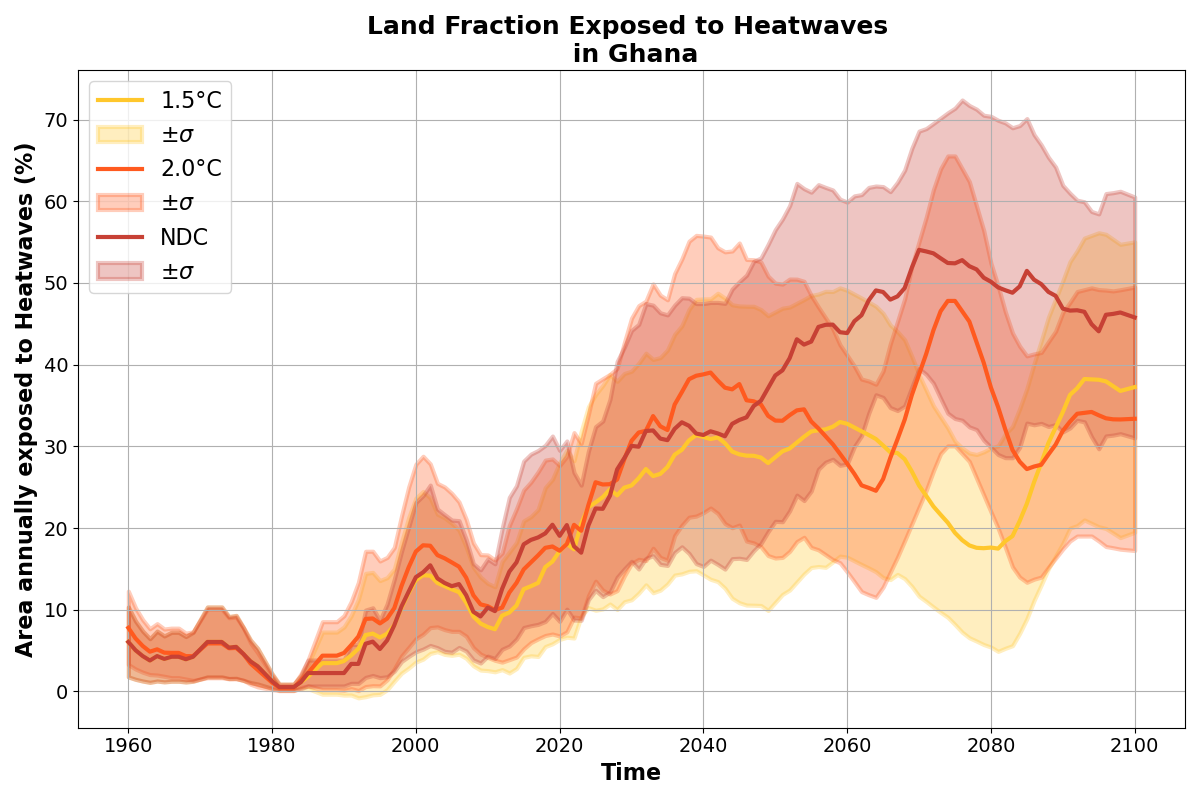 Land Fraction Exposed to Heatwaves
in Ghana
Area annually exposed to Heatwaves (%)
70
60
50
40
30
20
10
0
1.5°C
±σ
2.0°C
±σ
NDC
±σ
1960 1980 2000 2020 2040 2060 2080 2100
Time